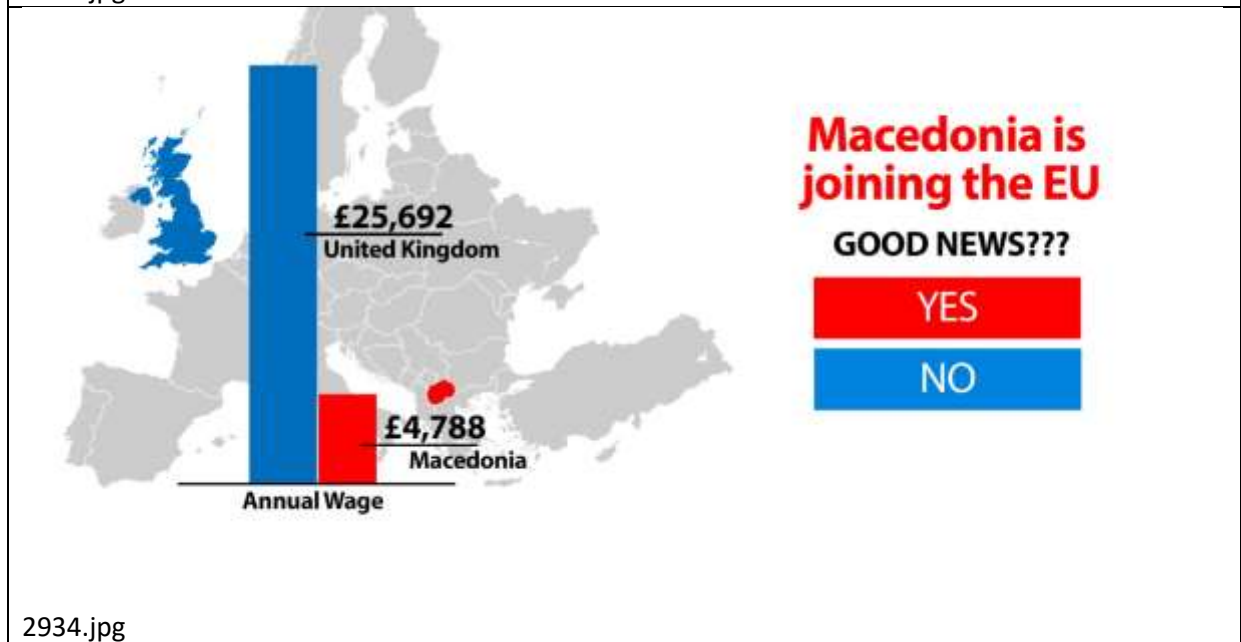 £25,692
United Kingdom
£4,788
Macedonia
Annual Wage
Macedonia is
joining the EU
GOOD NEWS???
YES
NO
2934.jpg